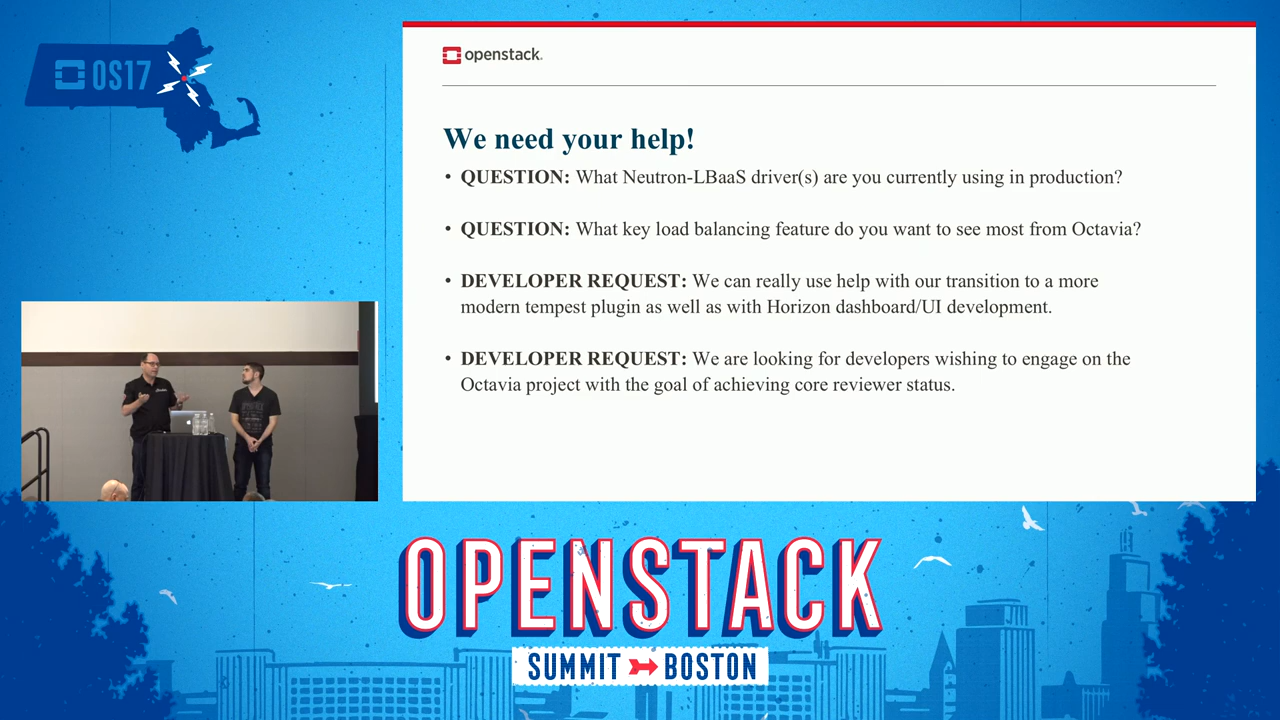 OS17
openstack.
We need your help!
• QUESTION: What Neutron-LBaaS driver(s) are you currently using in production?
• QUESTION: What key load balancing feature do you want to see most from Octavia?
• DEVELOPER REQUEST: We can really use help with our transition to a more
modern tempest plugin as well as with Horizon dashboard/UI development.
• DEVELOPER REQUEST: We are looking for developers wishing to engage on the
Octavia project with the goal of achieving core reviewer status.
OPENSTACK
SUMMIT BOSTON